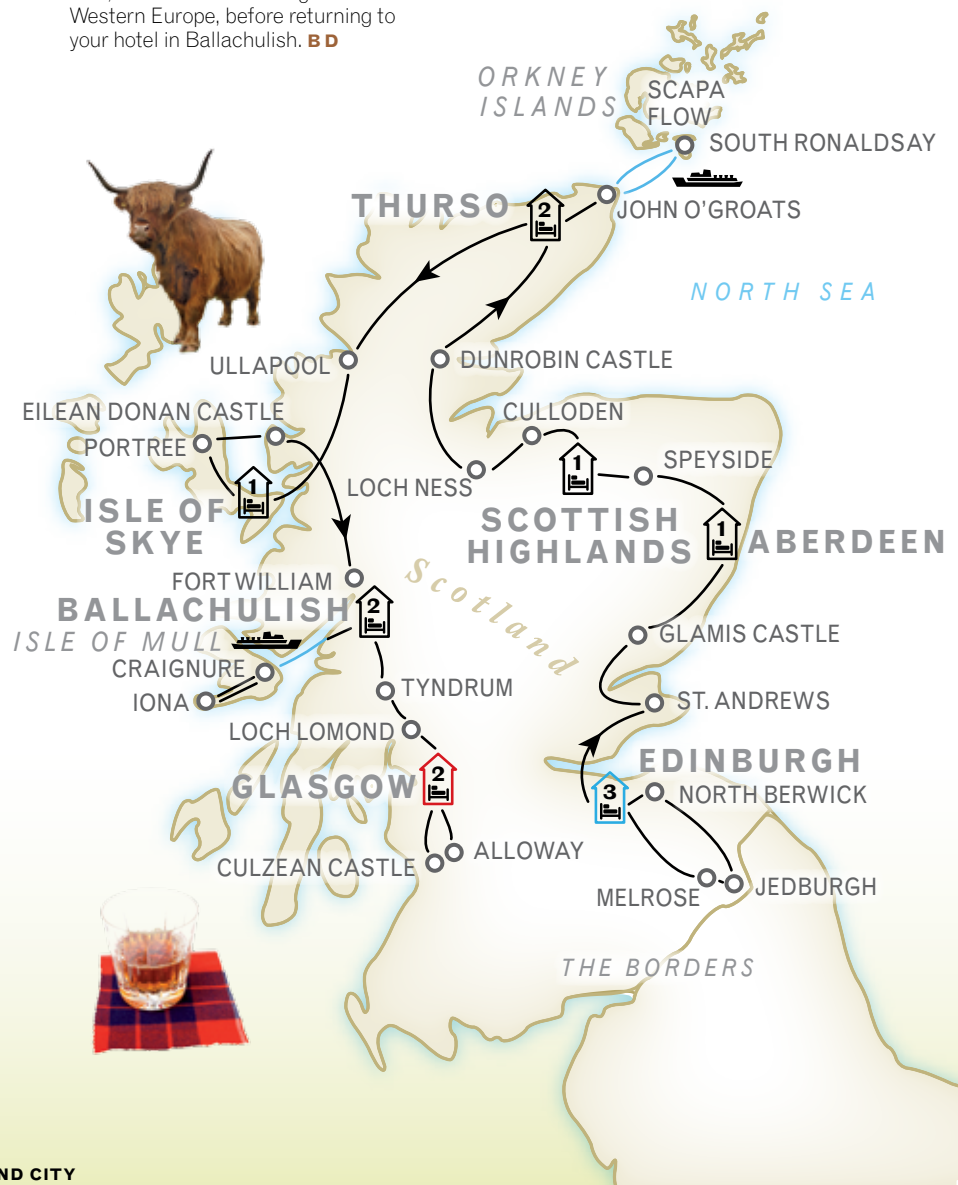 Western Europe, before returning to
your hotel in Ballachulish. B D
ORKNEY
ISLANDS
SCAPA
FLOW
SOUTH RONALDSAY
THURSO
2
JOHN O'GROATS
NORTH SEA
ULLAPOOL
DUNROBIN CASTLE
EILEAN DONAN CASTLE
CULLODEN
PORTREE
SPEYSIDE
1
LOCH NESS
1
ISLE OF
SKYE
SCOTTISH
HIGHLANDS
1
ABERDEEN
Scotland
FORT WILLIAM
BALLACHULISH
2
ISLE OF MULL
GLAMIS CASTLE
CRAIGNURE
IONA
TYNDRUM
ST. ANDREWS
LOCH LOMOND
EDINBURGH
GLASGOW
2
3
NORTH BERWICK
ALLOWAY
CULZEAN CASTLE
MELROSE
JEDBURGH
THE BORDERS
ND CITY